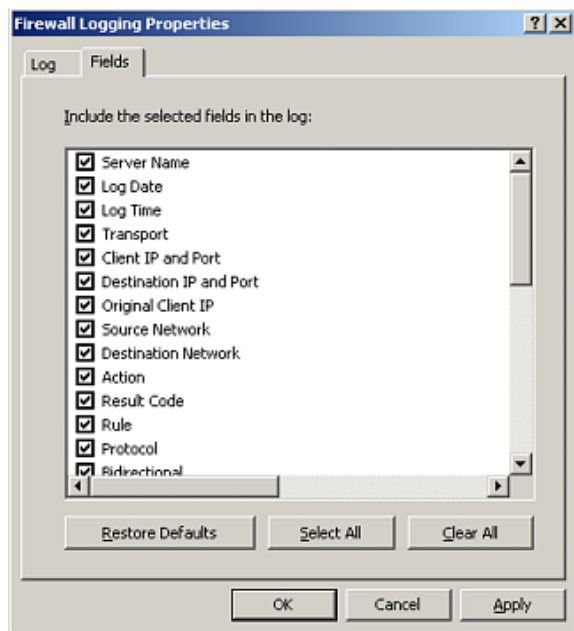 Firewall Logging Properties
Log Fields
Include the selected fields in the log:
Server Name
Log Date
Log Time
Transport
Client IP and Port
Destination IP and Port
Original Client IP
Source Network
Destination Network
Action
Result Code
Rule
Protocol
Bidirectional
Restore Defaults Select All Clear All
OK Cancel Apply